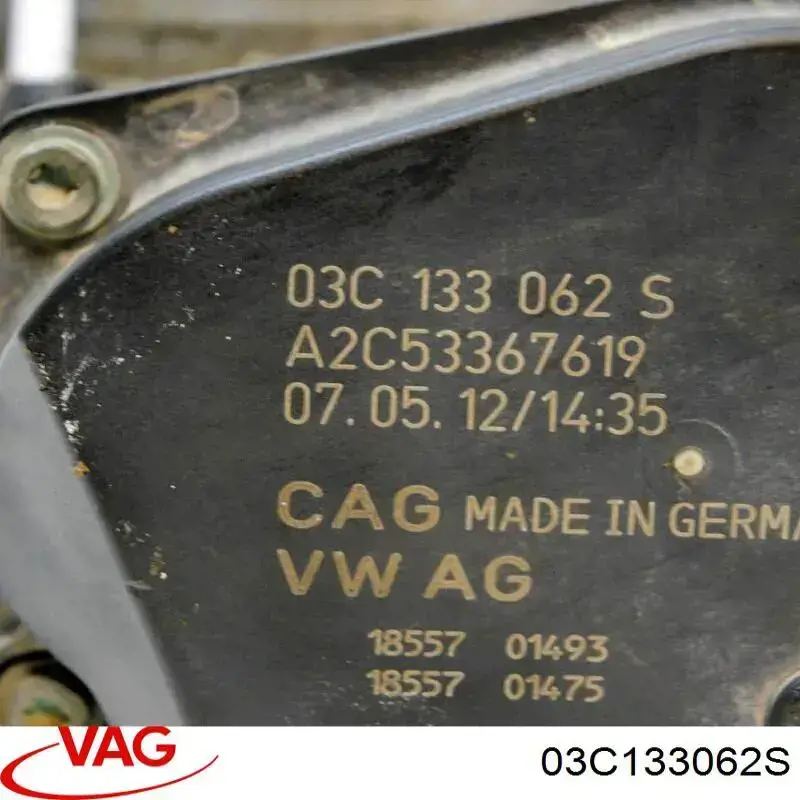 03C 133 062 S
A2C53367619
07.05.12/14:35
CAG MADE IN GERMA
VW AG
18557 01493
18557 01475
VAG
03C133062S